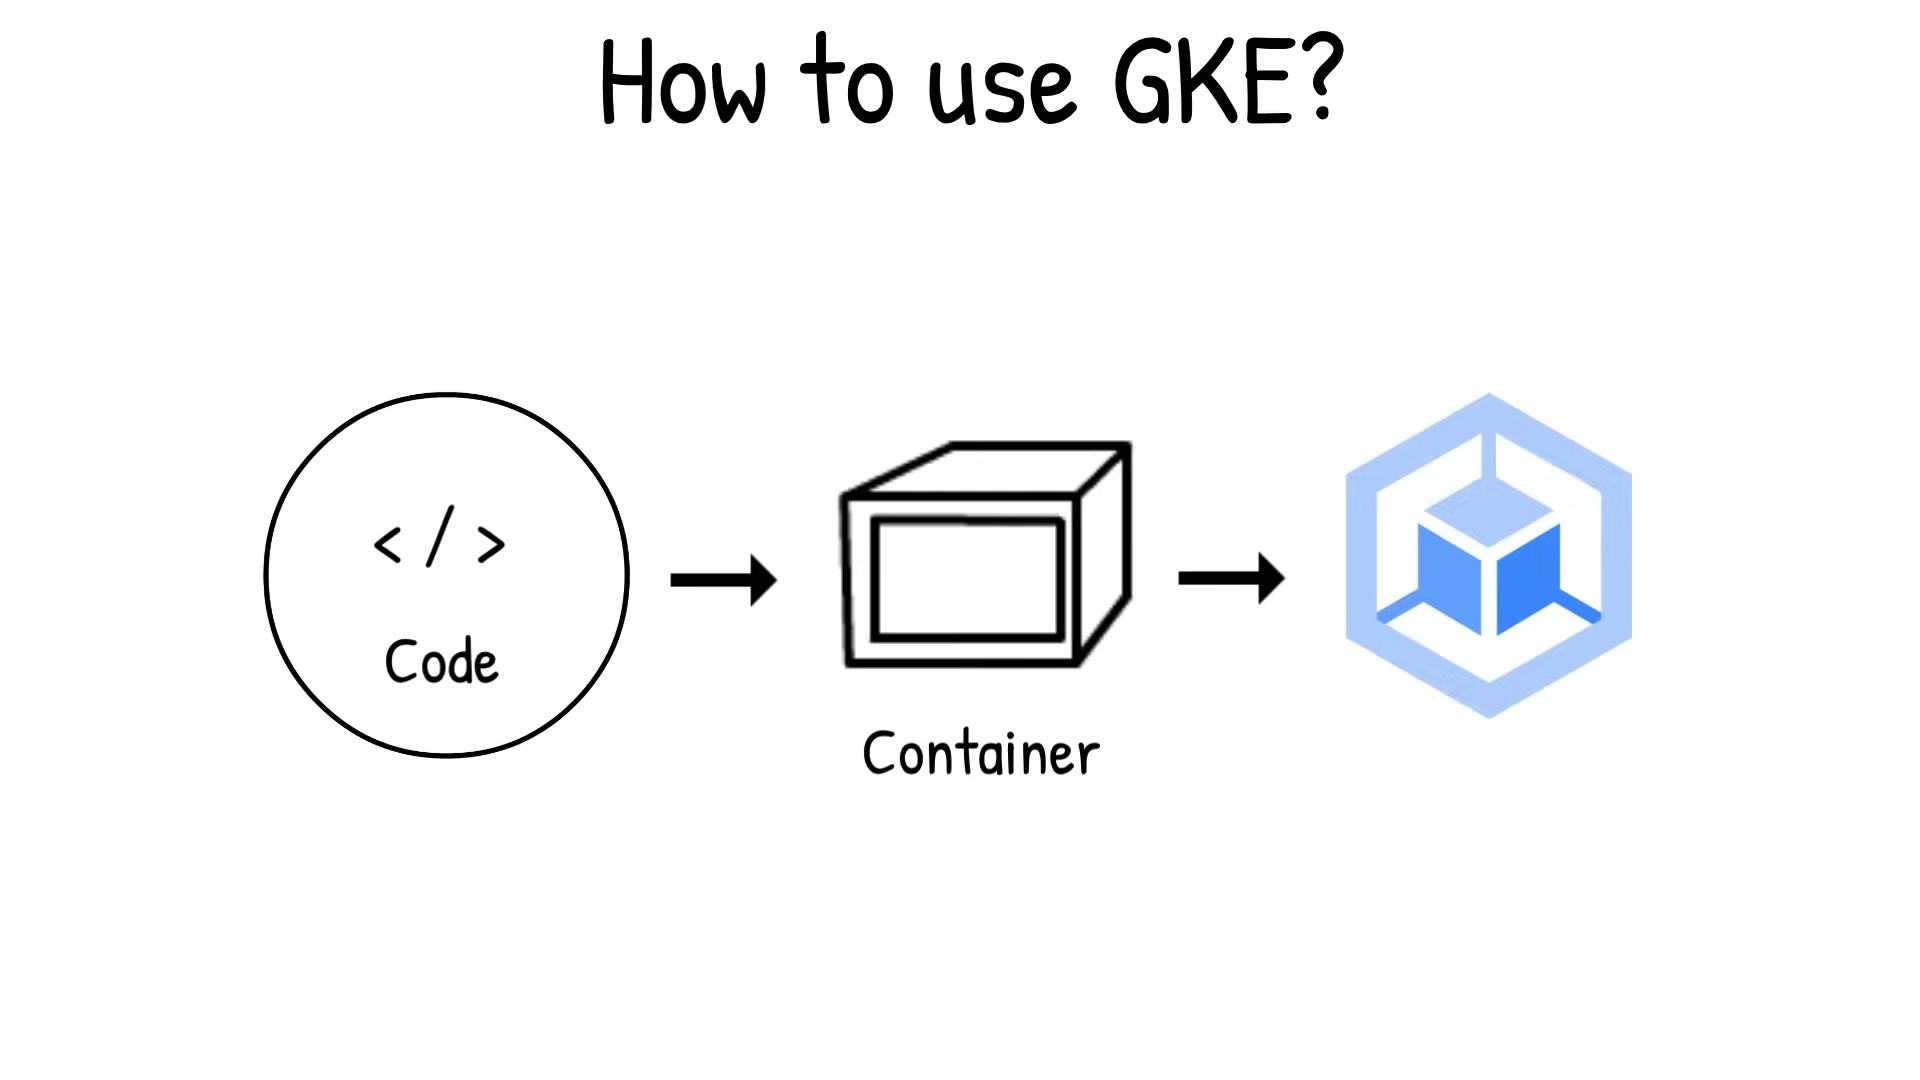 How to use GKE?
< / >
Code
Container